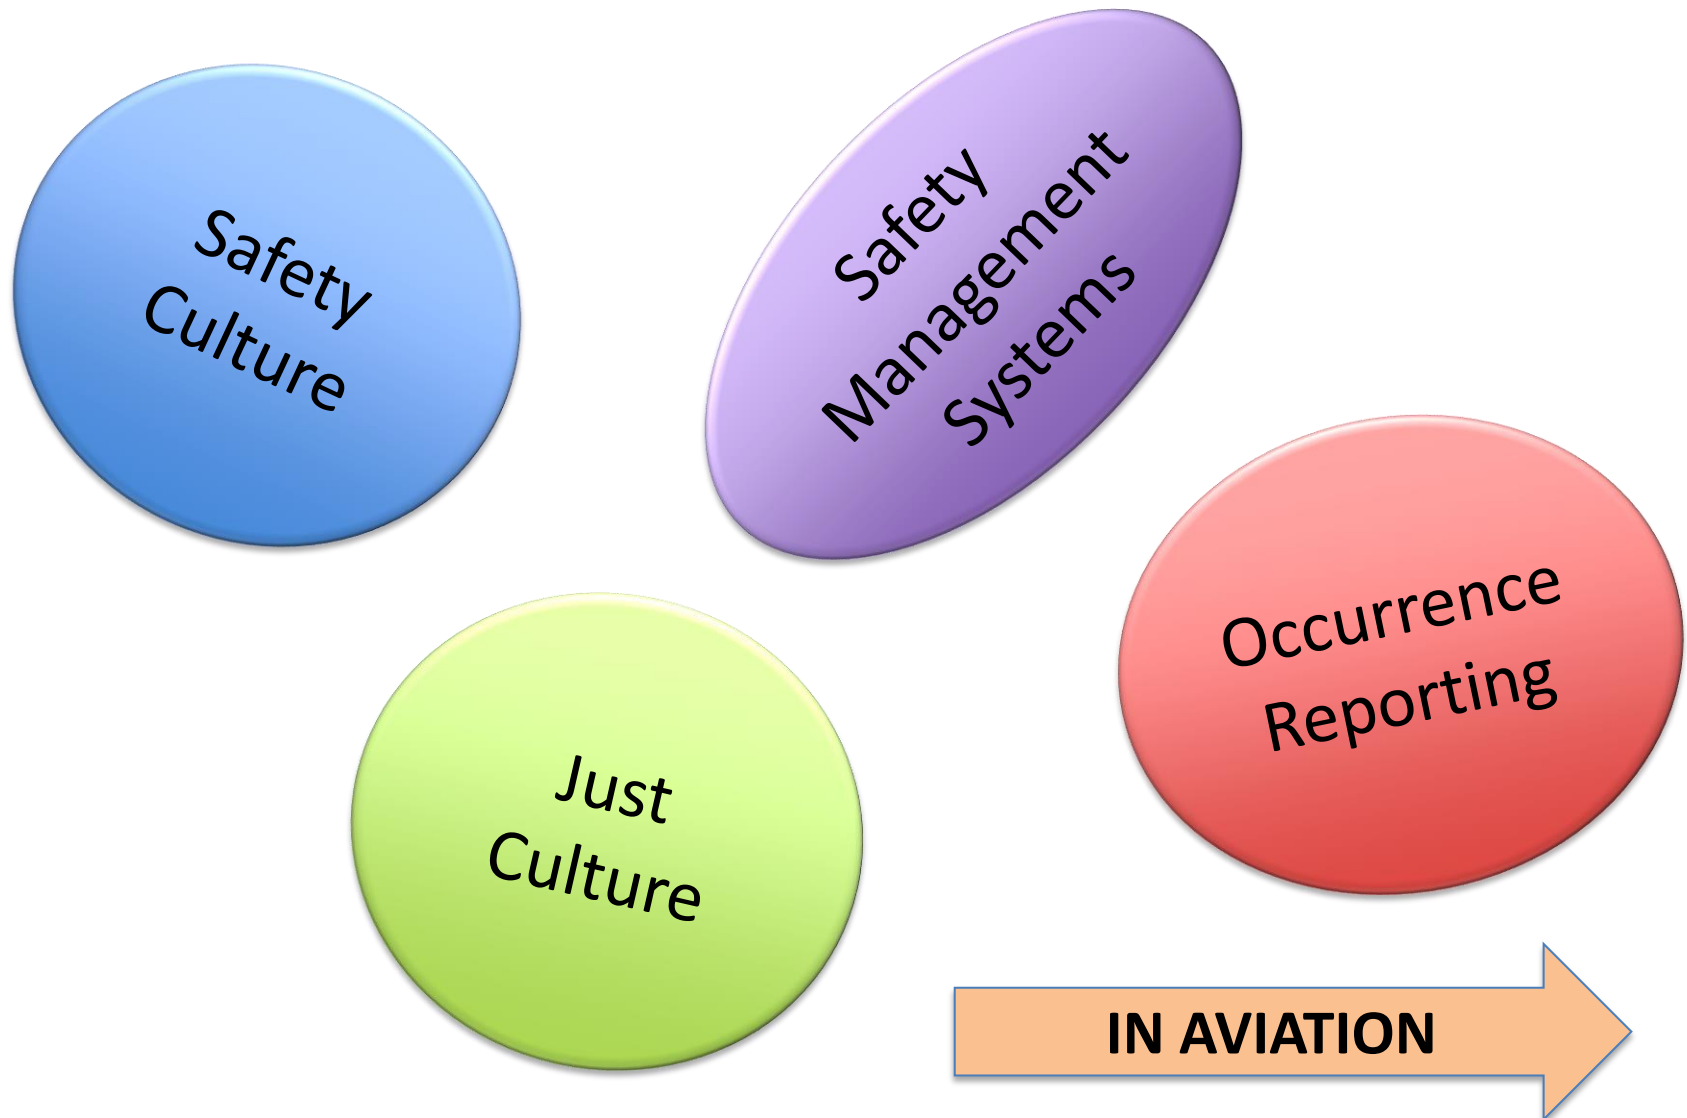 Safety
Culture
Safety
Management
Systems
Occurrence
Reporting
Just
Culture
IN AVIATION